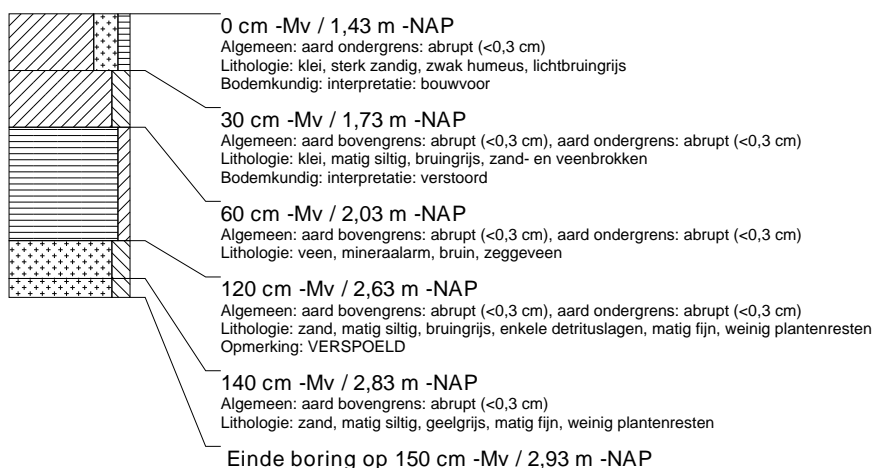 0 cm -Mv / 1,43 m -NAP
Algemeen: aard ondergrens: abrupt (<0,3 cm)
Lithologie: klei, sterk zandig, zwak humeus, lichtbruingrijs
Bodemkundig: interpretatie: bouwvoor
30 cm -Mv / 1,73 m -NAP
Algemeen: aard bovengrens: abrupt (<0,3 cm), aard ondergrens: abrupt (<0,3 cm)
Lithologie: klei, matig siltig, bruingrijs, zand- en veenbrokken
Bodemkundig: interpretatie: verstoord
60 cm -Mv / 2,03 m -NAP
Algemeen: aard bovengrens: abrupt (<0,3 cm), aard ondergrens: abrupt (<0,3 cm)
Lithologie: veen, mineraalarm, bruin, zeggeveen
120 cm -Mv / 2,63 m -NAP
Algemeen: aard bovengrens: abrupt (<0,3 cm), aard ondergrens: abrupt (<0,3 cm)
Lithologie: zand, matig siltig, bruingrijs, enkele detrituslagen, matig fijn, weinig plantenresten
Opmerking: VERSPOELD
140 cm -Mv / 2,83 m -NAP
Algemeen: aard bovengrens: abrupt (<0,3 cm)
Lithologie: zand, matig siltig, geelgrijs, matig fijn, weinig plantenresten
Einde boring op 150 cm -Mv / 2,93 m -NAP